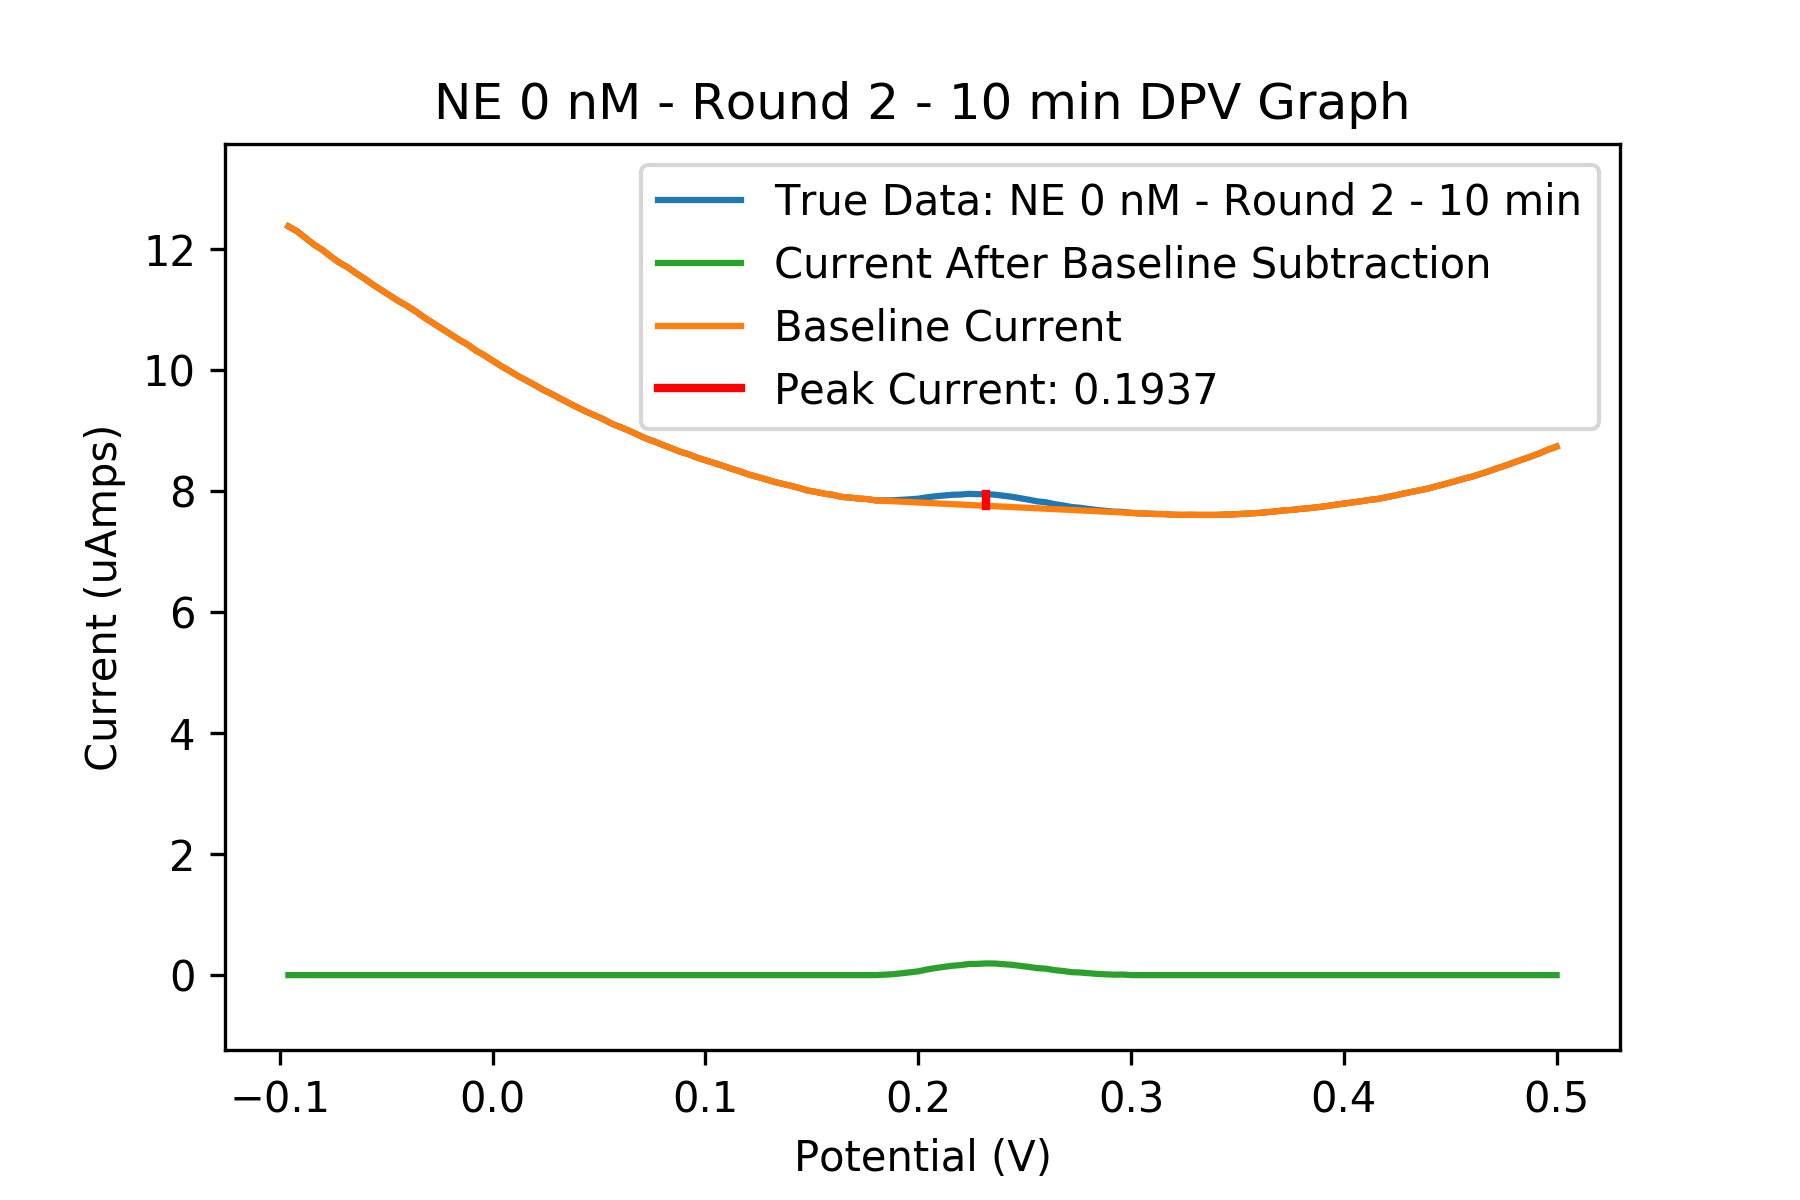 NE 0 nM - Round 2 - 10 min DPV Graph
True Data: NE 0 nM - Round 2 - 10 min
Current After Baseline Subtraction
Baseline Current
Peak Current: 0.1937
Current (uAmps)
12
10
8
6
4
2
0
−0.1 0.0 0.1 0.2 0.3 0.4 0.5
Potential (V)